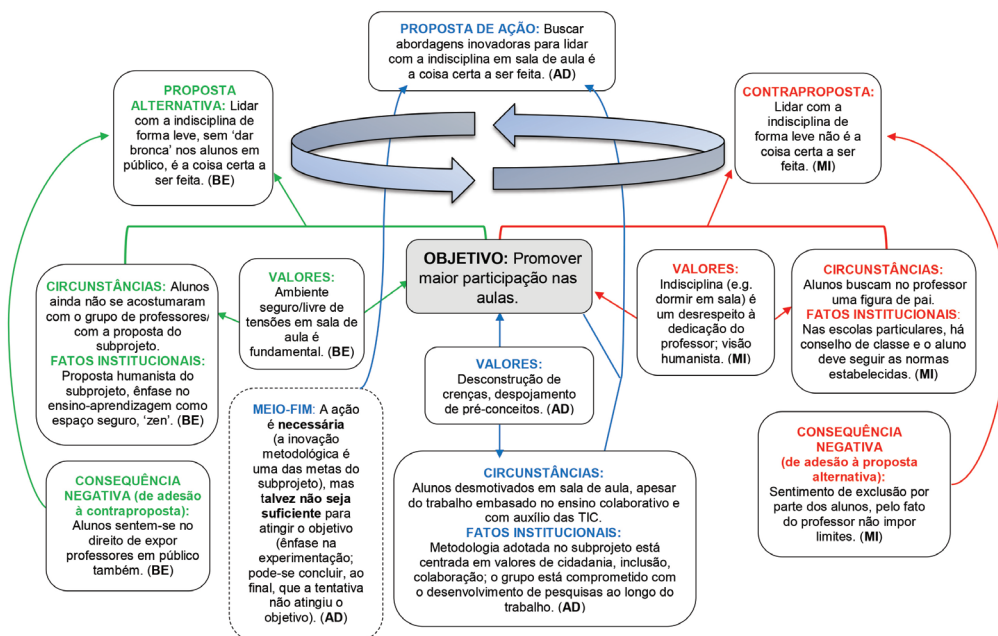 PROPOSTA DE AÇÃO: Buscar
abordagens inovadoras para lidar
com a indisciplina em sala de aula é
a coisa certa a ser feita. (AD)
PROPOSTA
ALTERNATIVA: Lidar
com a indisciplina de
forma leve, sem ‘dar
bronca’ nos alunos em
público, é a coisa certa a
ser feita. (BE)
CONTRAPROPOSTA:
Lidar com a
indisciplina de
forma leve não é a
coisa certa a ser
feita. (MI)
OBJETIVO: Promover
maior participação nas
aulas.
CIRCUNSTÂNCIAS: Alunos
ainda não se acostumaram
com o grupo de professores/
com a proposta do
subprojeto.
FATOS INSTITUCIONAIS:
Proposta humanista do
subprojeto, ênfase no
ensino-aprendizagem como
espaço seguro, ‘zen’. (BE)
VALORES:
Ambiente
seguro/livre de
tensões em sala de
aula é
fundamental. (BE)
VALORES:
Indisciplina (e.g.
dormir em sala) é
um desrespeito à
dedicação do
professor; visão
humanista. (MI)
CIRCUNSTÂNCIAS:
Alunos buscam no professor
uma figura de pai.
FATOS INSTITUCIONAIS:
Nas escolas particulares, há
conselho de classe e o aluno
deve seguir as normas
estabelecidas. (MI)
VALORES:
Desconstrução de
crenças, despojamento
de pré-conceitos. (AD)
MEIO-FIM: A ação
é necessária
(a inovação
metodológica é
uma das metas do
subprojeto), mas
talvez não seja
suficiente para
atingir o objetivo
(ênfase na
experimentação;
pode-se concluir, ao
final, que a tentativa
não atingiu o
objetivo). (AD)
CONSEQUÊNCIA
NEGATIVA (de adesão
à contraproposta):
Alunos sentem-se no
direito de expor
professores em público
também. (BE)
CIRCUNSTÂNCIAS:
Alunos desmotivados em sala de aula, apesar
do trabalho embasado no ensino colaborativo e
com auxílio das TIC.
FATOS INSTITUCIONAIS:
Metodologia adotada no subprojeto está
centrada em valores de cidadania, inclusão,
colaboração; o grupo está comprometido com o
desenvolvimento de pesquisas ao longo do
trabalho. (AD)
CONSEQUÊNCIA
NEGATIVA
(de adesão à proposta
alternativa):
Sentimento de exclusão por
parte dos alunos, pelo fato
do professor não impor
limites. (MI)